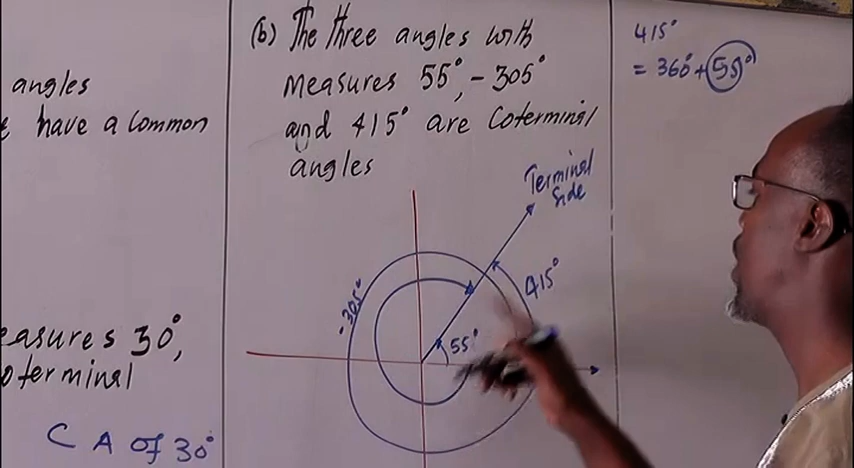 angles
have a common
easures 30°,
oterminal
C A of 30°
(b) The three angles with
measures 55°, -305°
and 415° are Coterminal
angles
Terminal
Side
-305°
415°
55°
415°
= 360° + 55°